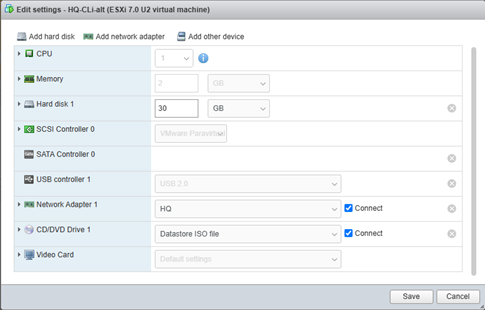 Edit settings - HQ-CLi-alt (ESXi 7.0 U2 virtual machine)
Add hard disk Add network adapter Add other device
CPU 1
Memory 2 GB
Hard disk 1 30 GB
SCSI Controller 0 VMware Paravirtual
SATA Controller 0
USB controller 1 USB 2.0
Network Adapter 1 HQ Connect
CD/DVD Drive 1 Datastore ISO file Connect
Video Card Default settings
Save Cancel